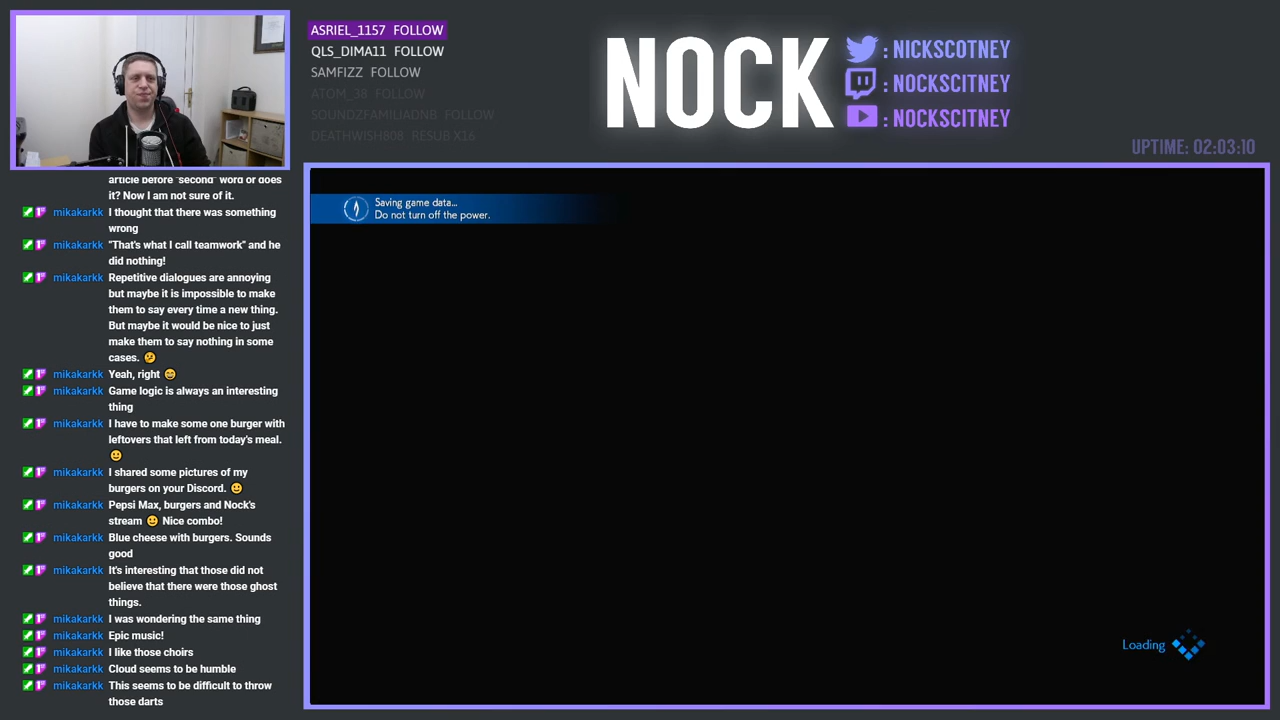 ASRIEL_1157 FOLLOW
QLS_DIMA11 FOLLOW
SAMFIZZ FOLLOW
ATOM_38 FOLLOW
SOUNDZFAMILIADNB FOLLOW
DEATHWISH808 RESUB X16
NOCK
: NICKSCOTNEY
: NOCKSCITNEY
: NOCKSCITNEY
UPTIME: 02:03:10
article before "second" word or does
it? Now I am not sure of it.
mikakarkk I thought that there was something
wrong
mikakarkk "That's what I call teamwork" and he
did nothing!
mikakarkk Repetitive dialogues are annoying
but maybe it is impossible to make
them to say every time a new thing.
But maybe it would be nice to just
make them to say nothing in some
cases. 😕
mikakarkk Yeah, right 😄
mikakarkk Game logic is always an interesting
thing
mikakarkk I have to make some one burger with
leftovers that left from today's meal.
😃
mikakarkk I shared some pictures of my
burgers on your Discord. 😃
mikakarkk Pepsi Max, burgers and Nock's
stream 😃 Nice combo!
mikakarkk Blue cheese with burgers. Sounds
good
mikakarkk It's interesting that those did not
believe that there were those ghost
things.
mikakarkk I was wondering the same thing
mikakarkk Epic music!
mikakarkk I like those choirs
mikakarkk Cloud seems to be humble
mikakarkk This seems to be difficult to throw
those darts
Saving game data...
Do not turn off the power.
Loading